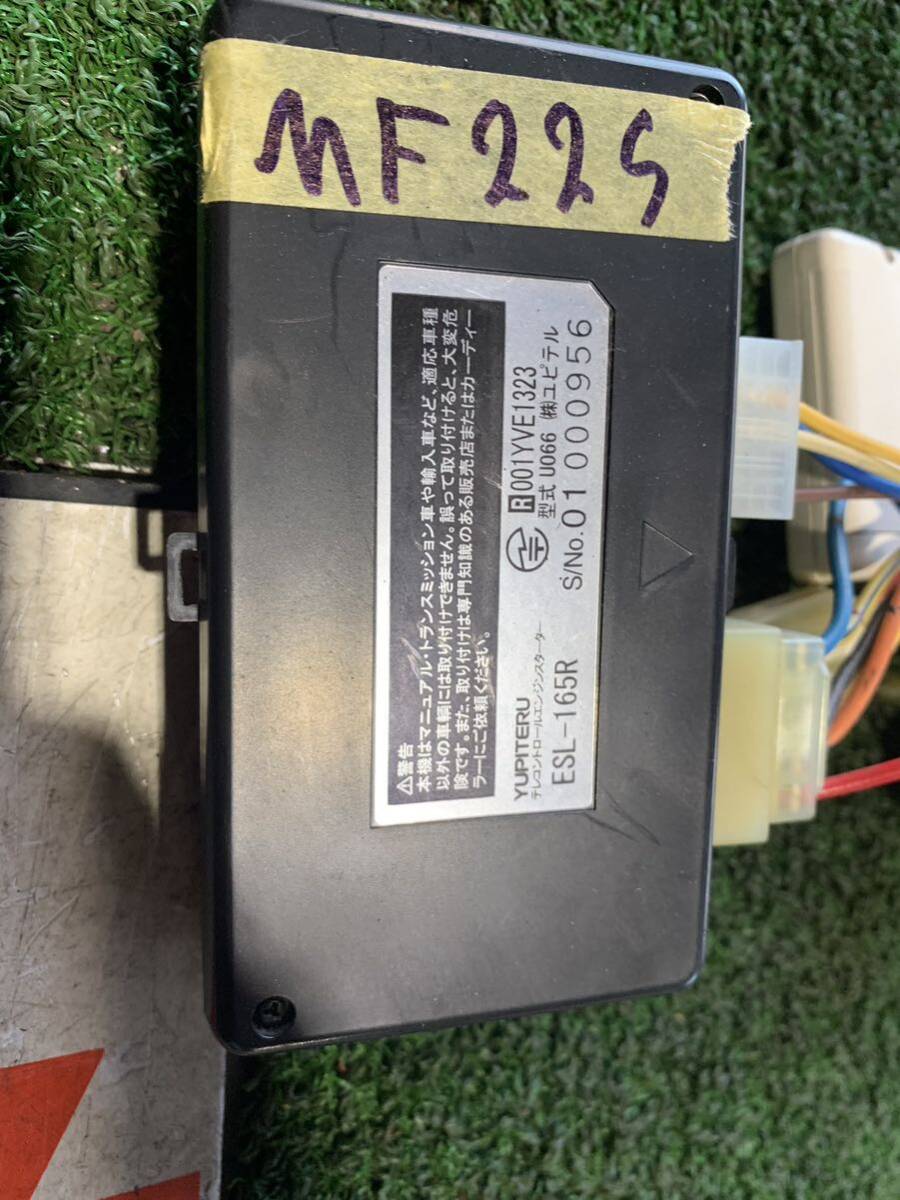 MF22S
⚠警告
本機はマニュアル・トランスミッション車や輸入車など、適応車種
以外の車輌には取り付けできません。誤って取り付けると、大変危
険です。また、取り付けは専門知識のある販売店またはカーディー
ラーにご依頼ください。
R 001YVE1323
型式 U066 (株)ユピテル
S/No.01000956
YUPITERU
テレコントロールエンジンスターター
ESL-165R